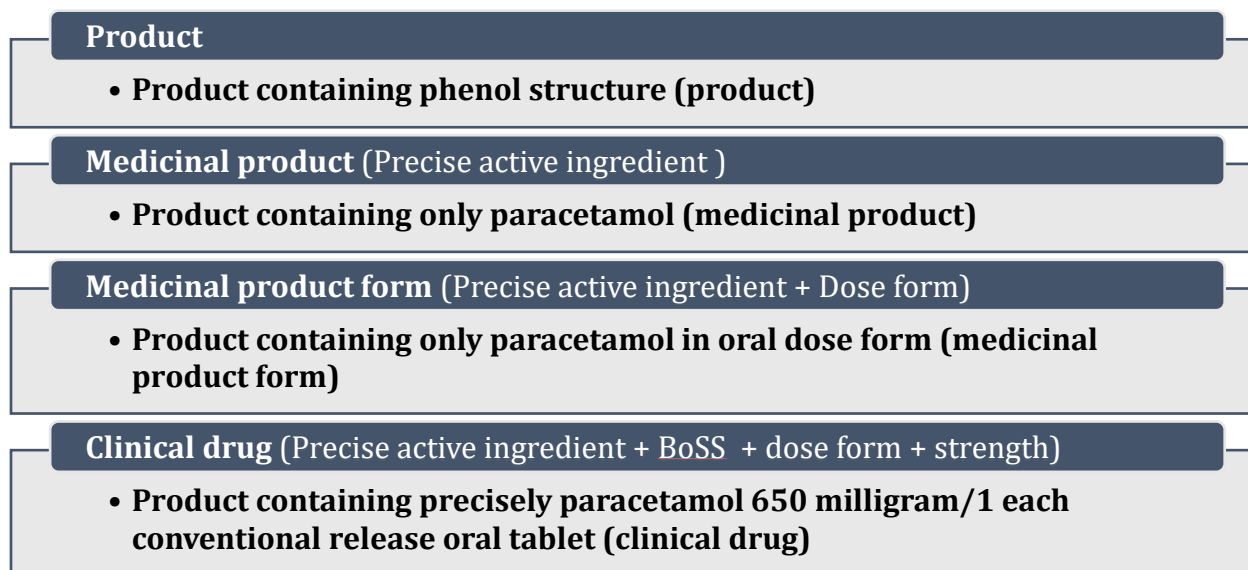 Product
• Product containing phenol structure (product)
Medicinal product (Precise active ingredient )
• Product containing only paracetamol (medicinal product)
Medicinal product form (Precise active ingredient + Dose form)
• Product containing only paracetamol in oral dose form (medicinal
product form)
Clinical drug (Precise active ingredient + BoSS + dose form + strength)
• Product containing precisely paracetamol 650 milligram/1 each
conventional release oral tablet (clinical drug)